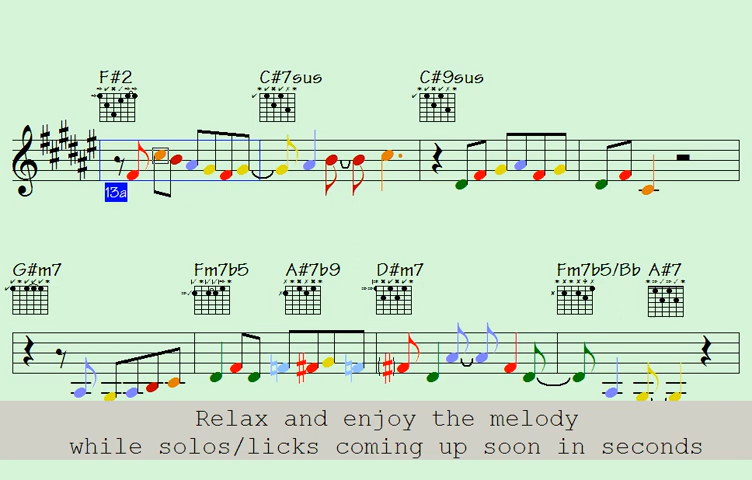 F#2 C#7sus C#9sus
13a
G#m7 Fm7b5 A#7b9 D#m7 Fm7b5/Bb A#7
Relax and enjoy the melody
while solos/licks coming up soon in seconds